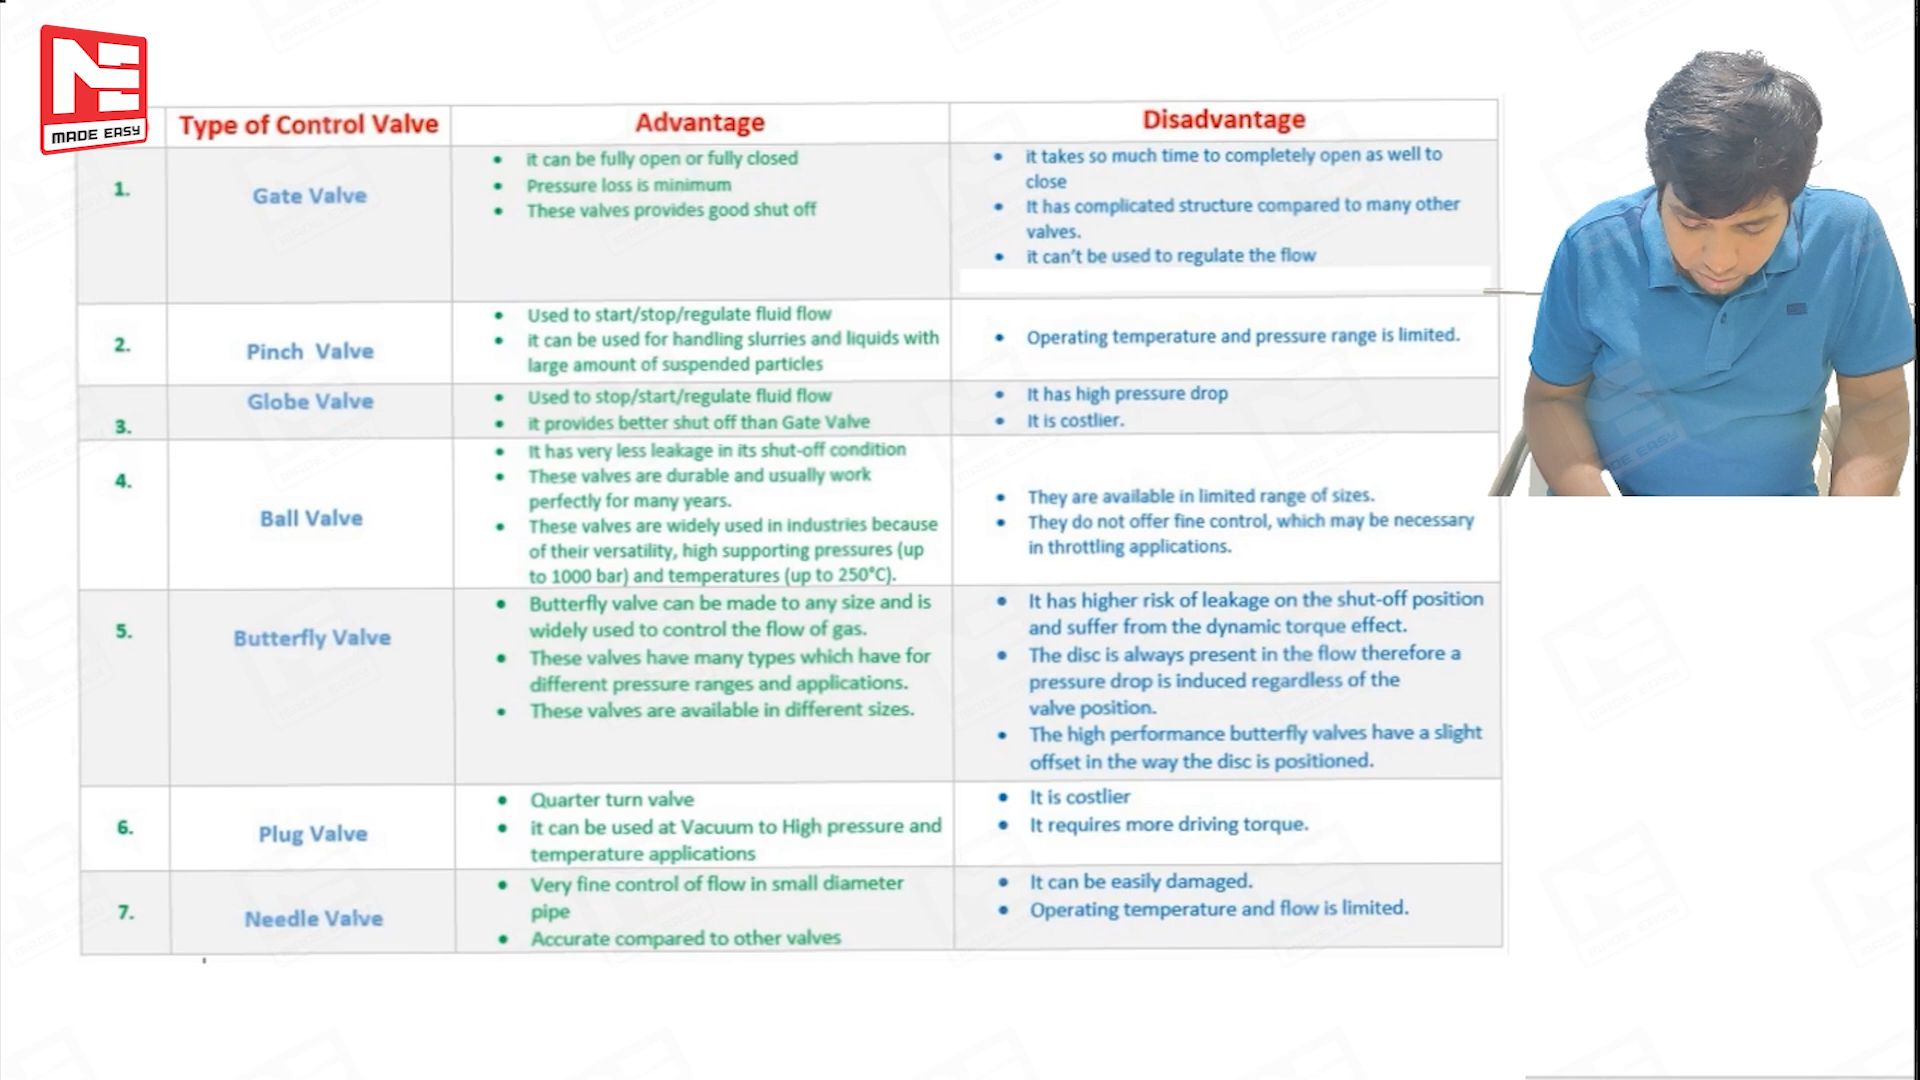 MADE EASY
Type of Control Valve
Advantage
Disadvantage
1.
Gate Valve
it can be fully open or fully closed
Pressure loss is minimum
These valves provides good shut off
it takes so much time to completely open as well to
close
It has complicated structure compared to many other
valves.
it can't be used to regulate the flow
2.
Pinch Valve
Used to start/stop/regulate fluid flow
it can be used for handling slurries and liquids with
large amount of suspended particles
Operating temperature and pressure range is limited.
3.
Globe Valve
Used to stop/start/regulate fluid flow
it provides better shut off than Gate Valve
It has high pressure drop
It is costlier.
4.
Ball Valve
It has very less leakage in its shut-off condition
These valves are durable and usually work
perfectly for many years.
These valves are widely used in industries because
of their versatility, high supporting pressures (up
to 1000 bar) and temperatures (up to 250°C).
They are available in limited range of sizes.
They do not offer fine control, which may be necessary
in throttling applications.
5.
Butterfly Valve
Butterfly valve can be made to any size and is
widely used to control the flow of gas.
These valves have many types which have for
different pressure ranges and applications.
These valves are available in different sizes.
It has higher risk of leakage on the shut-off position
and suffer from the dynamic torque effect.
The disc is always present in the flow therefore a
pressure drop is induced regardless of the
valve position.
The high performance butterfly valves have a slight
offset in the way the disc is positioned.
6.
Plug Valve
Quarter turn valve
it can be used at Vacuum to High pressure and
temperature applications
It is costlier
It requires more driving torque.
7.
Needle Valve
Very fine control of flow in small diameter
pipe
Accurate compared to other valves
It can be easily damaged.
Operating temperature and flow is limited.